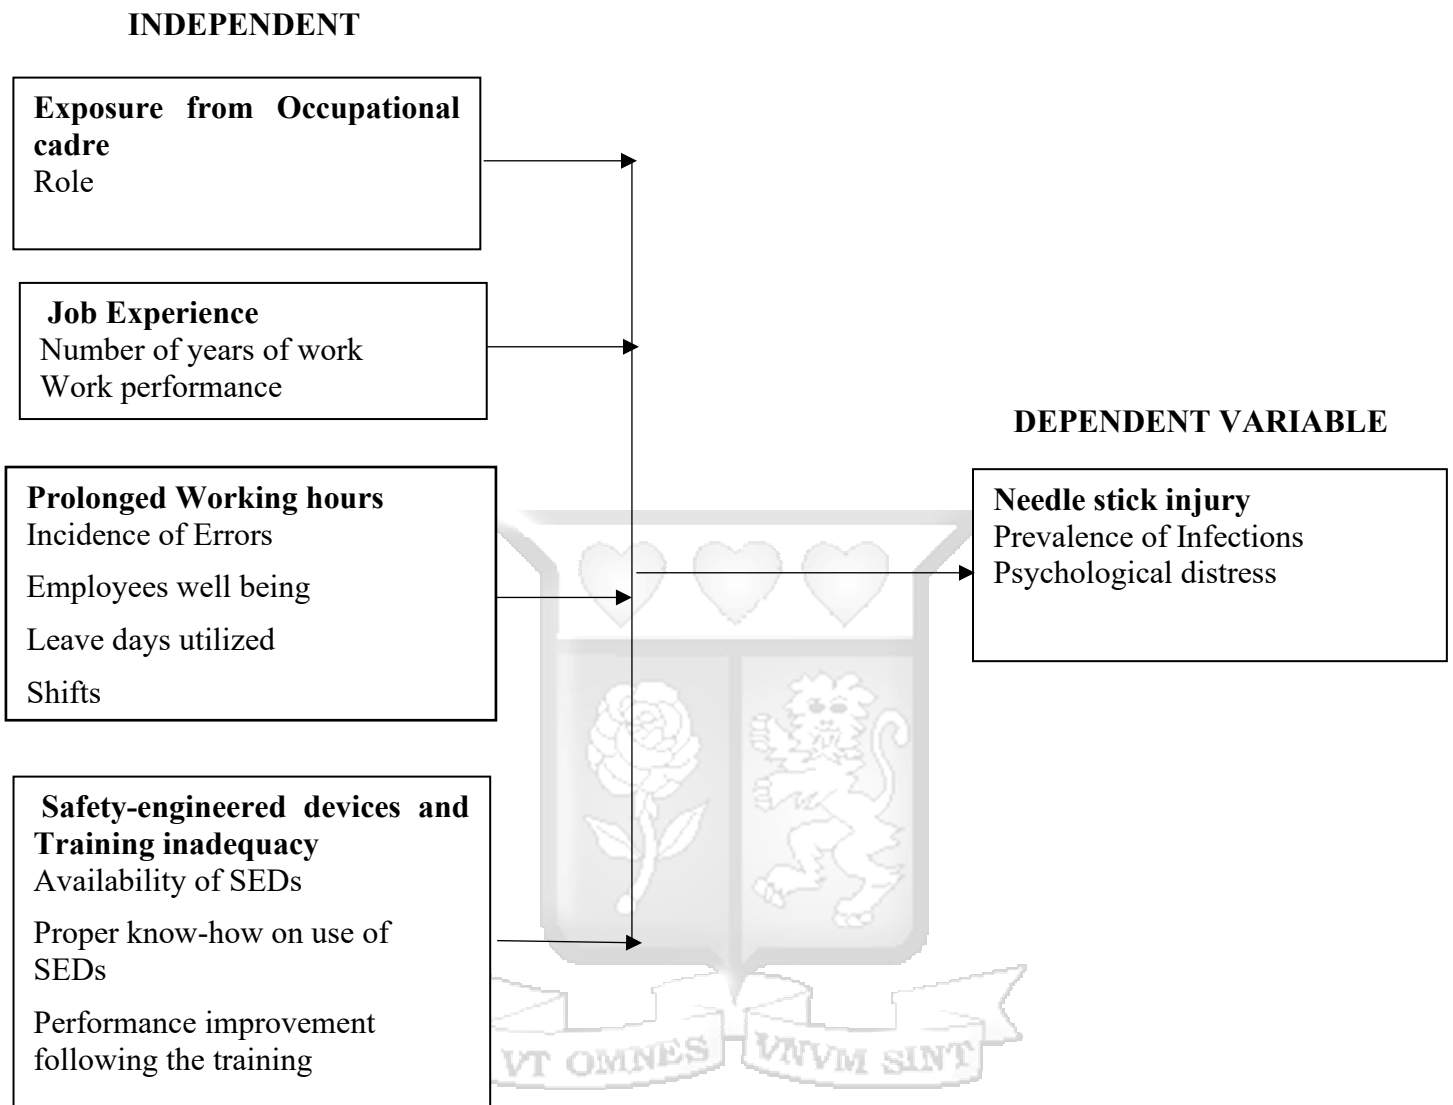 INDEPENDENT
Exposure from Occupational
cadre
Role
Job Experience
Number of years of work
Work performance
Prolonged Working hours
Incidence of Errors
Employees well being
Leave days utilized
Shifts
Safety-engineered devices and
Training inadequacy
Availability of SEDs
Proper know-how on use of
SEDs
Performance improvement
following the training
DEPENDENT VARIABLE
Needle stick injury
Prevalence of Infections
Psychological distress
VT OMNES VNVM SINT